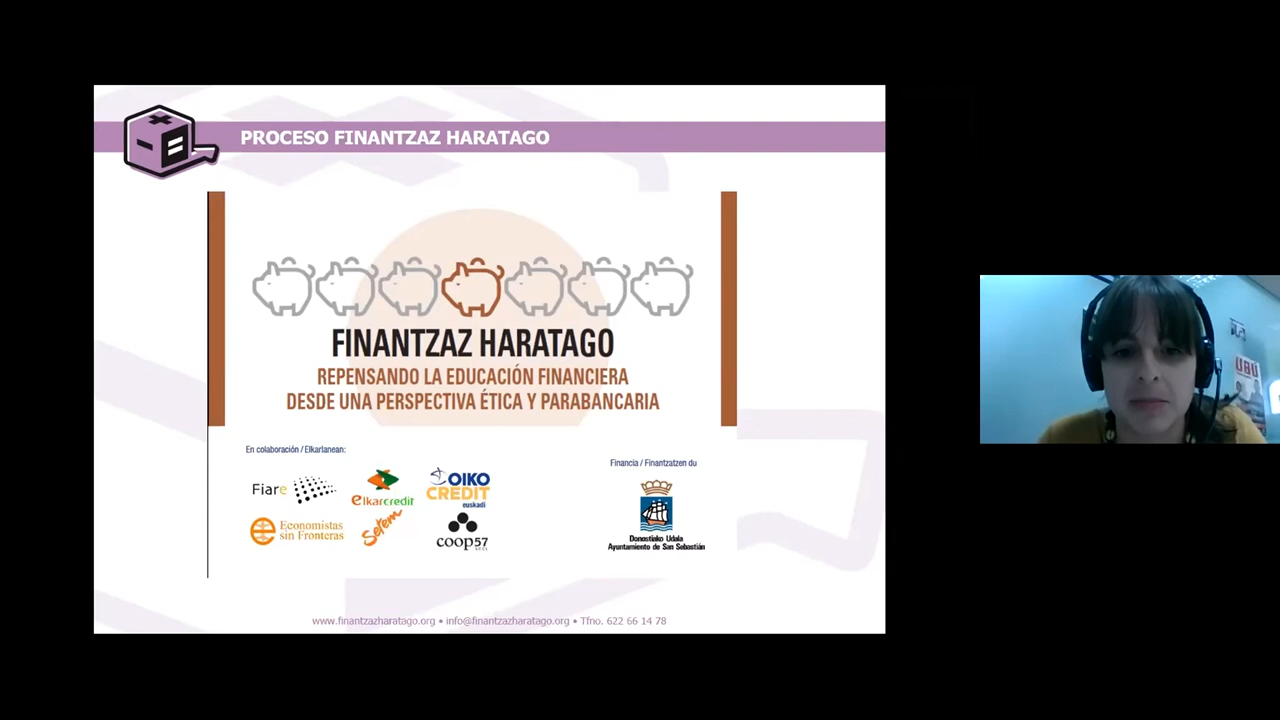 PROCESO FINANTZAZ HARATAGO
FINANTZAZ HARATAGO
REPENSANDO LA EDUCACIÓN FINANCIERA
DESDE UNA PERSPECTIVA ÉTICA Y PARABANCARIA
En colaboración / Elkarlanean:
Financia / Finantzatzen du
Fiare
elkarcredit
OIKO
CREDIT
euskadi
Economistas
sin Fronteras
Setem
coop57
Donostiako Udala
Ayuntamiento de San Sebastián
www.finantzazharatago.org • info@finantzazharatago.org • Tfno. 622 66 14 78
UBU